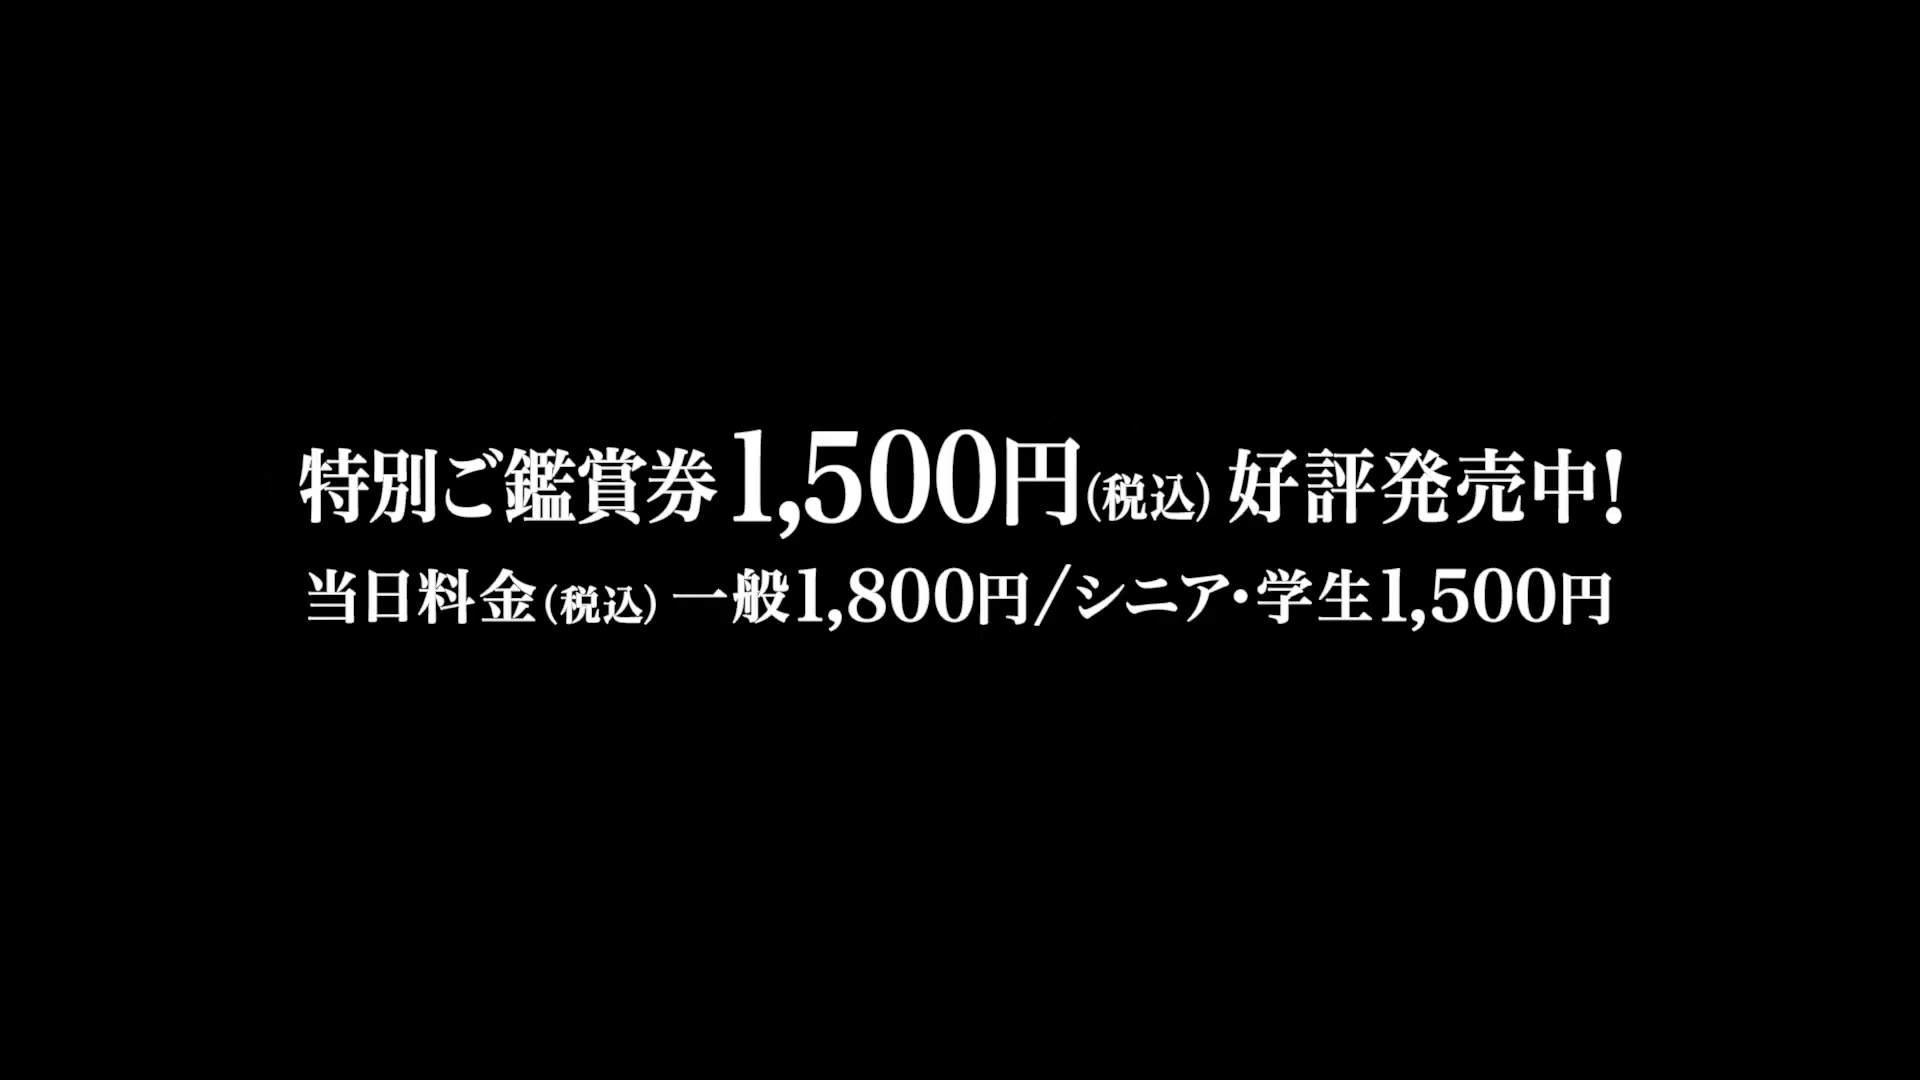 特別ご鑑賞券1,500円(税込)好評発売中!
当日料金(税込)一般1,800円/シニア・学生1,500円